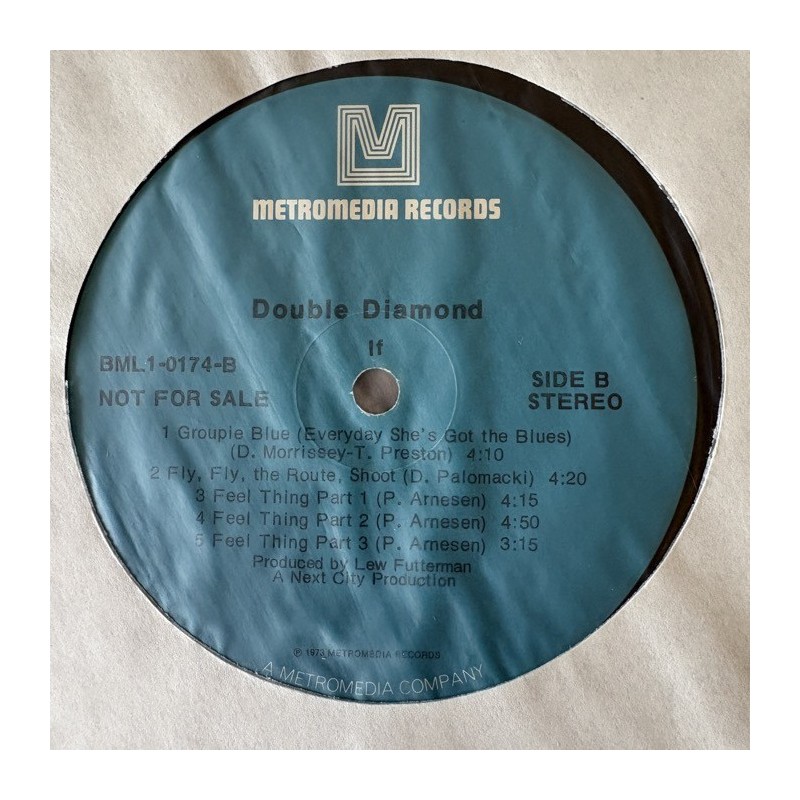 M
METROMEDIA RECORDS
Double Diamond
If
BML1-0174-B
NOT FOR SALE
SIDE B
STEREO
1 Groupie Blue (Everyday She's Got the Blues)
(D. Morrissey-T. Preston) 4:10
2 Fly, Fly, the Route, Shoot (D. Palomacki) 4:20
3 Feel Thing Part 1 (P. Arnesen) 4:15
4 Feel Thing Part 2 (P. Arnesen) 4:50
5 Feel Thing Part 3 (P. Arnesen) 3:15
Produced by Lew Futterman
A Next City Production
℗ 1973 METROMEDIA RECORDS
A METROMEDIA COMPANY